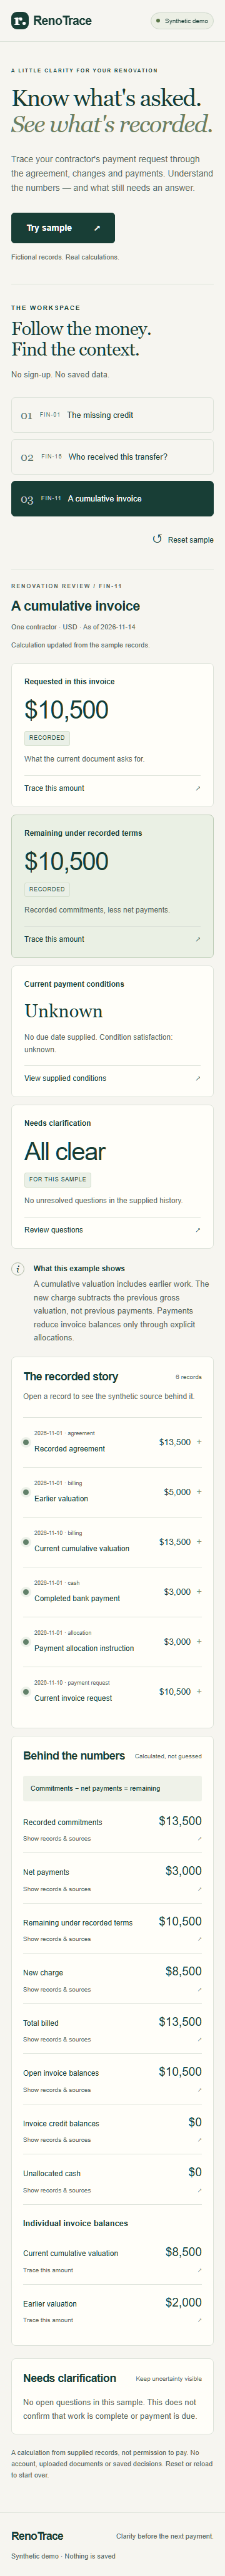 r. RenoTrace
Synthetic demo
A LITTLE CLARITY FOR YOUR RENOVATION
Know what's asked.
See what's recorded.
Trace your contractor's payment request through
the agreement, changes and payments. Understand
the numbers — and what still needs an answer.
Try sample ↗
Fictional records. Real calculations.
THE WORKSPACE
Follow the money.
Find the context.
No sign-up. No saved data.
01 FIN-01 The missing credit
02 FIN-16 Who received this transfer?
03 FIN-11 A cumulative invoice
↺ Reset sample
RENOVATION REVIEW / FIN-11
A cumulative invoice
One contractor · USD · As of 2026-11-14
Calculation updated from the sample records.
Requested in this invoice
$10,500
RECORDED
What the current document asks for.
Trace this amount ↗
Remaining under recorded terms
$10,500
RECORDED
Recorded commitments, less net payments.
Trace this amount ↗
Current payment conditions
Unknown
No due date supplied. Condition satisfaction:
unknown.
View supplied conditions ↗
Needs clarification
All clear
FOR THIS SAMPLE
No unresolved questions in the supplied history.
Review questions ↗
i What this example shows
A cumulative valuation includes earlier work. The
new charge subtracts the previous gross
valuation, not previous payments. Payments
reduce invoice balances only through explicit
allocations.
The recorded story 6 records
Open a record to see the synthetic source behind it.
2026-11-01 · agreement
Recorded agreement $13,500 +
2026-11-01 · billing
Earlier valuation $5,000 +
2026-11-10 · billing
Current cumulative valuation $13,500 +
2026-11-01 · cash
Completed bank payment $3,000 +
2026-11-01 · allocation
Payment allocation instruction $3,000 +
2026-11-10 · payment request
Current invoice request $10,500 +
Behind the numbers Calculated, not guessed
Commitments − net payments = remaining
Recorded commitments $13,500
Show records & sources ↗
Net payments $3,000
Show records & sources ↗
Remaining under recorded terms $10,500
Show records & sources ↗
New charge $8,500
Show records & sources ↗
Total billed $13,500
Show records & sources ↗
Open invoice balances $10,500
Show records & sources ↗
Invoice credit balances $0
Show records & sources ↗
Unallocated cash $0
Show records & sources ↗
Individual invoice balances
Current cumulative valuation $8,500
Trace this amount ↗
Earlier valuation $2,000
Trace this amount ↗
Needs clarification Keep uncertainty visible
No open questions in this sample. This does not
confirm that work is complete or payment is due.
A calculation from supplied records, not permission to pay. No
account, uploaded documents or saved decisions. Reset or reload
to start over.
RenoTrace Clarity before the next payment.
Synthetic demo · Nothing is saved